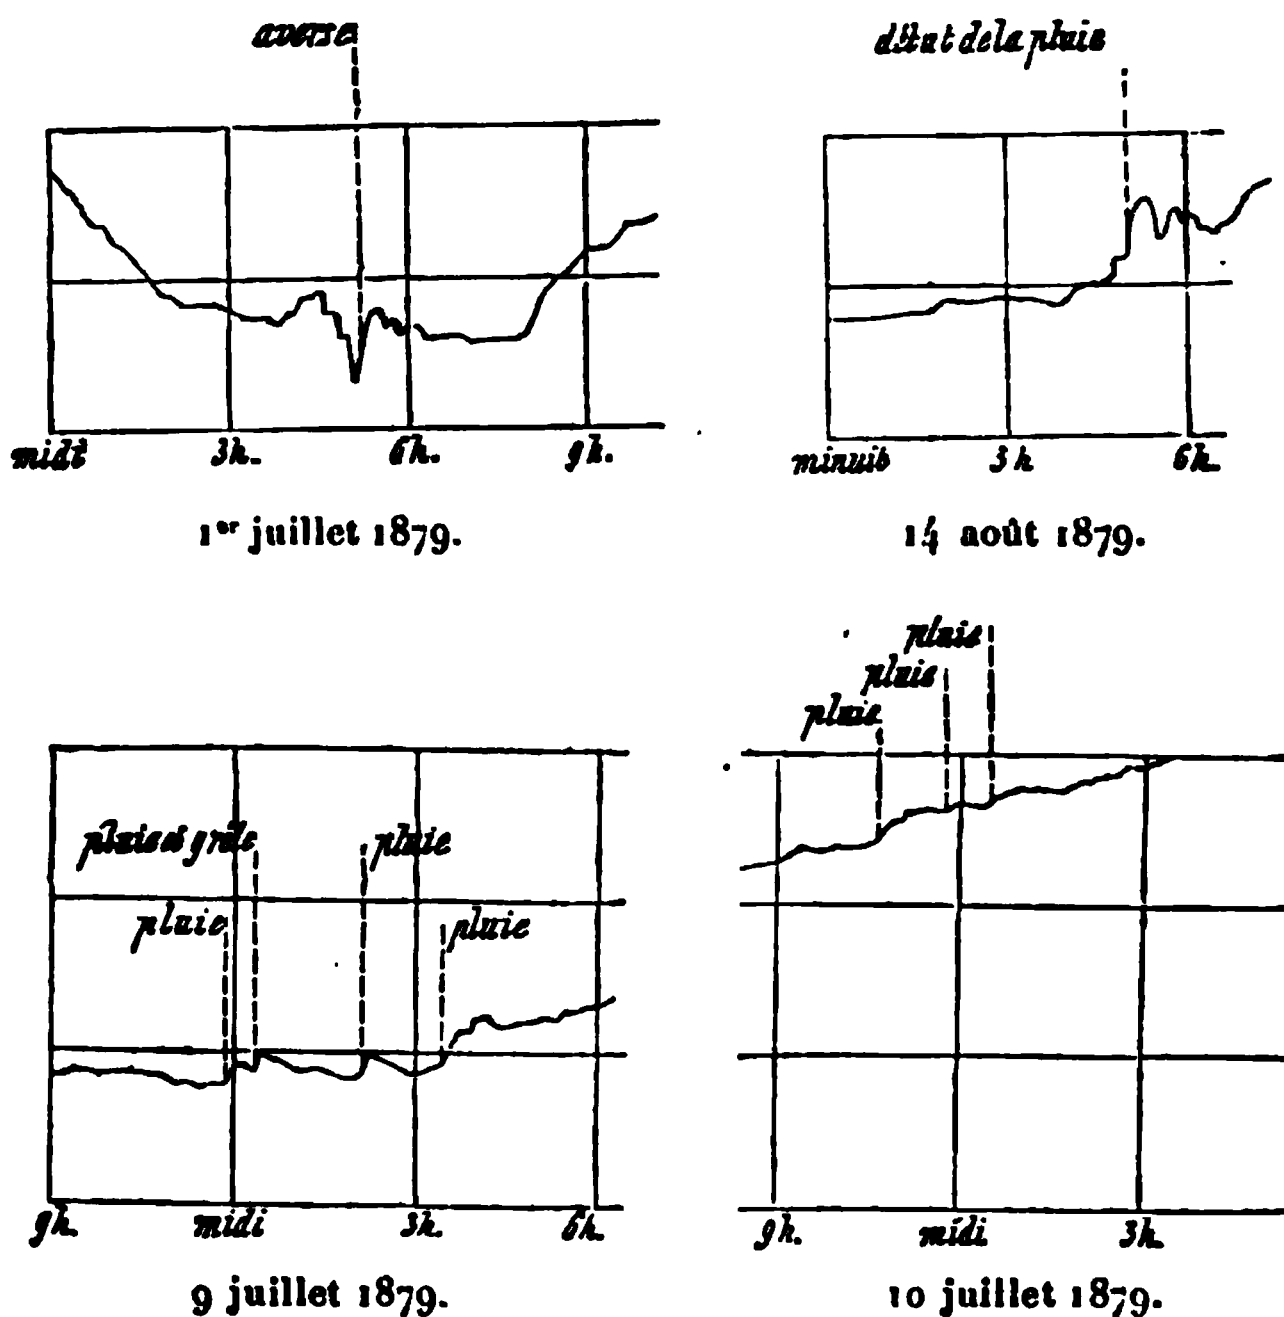 averse
midi 3h. 6h. 9h.
1er juillet 1879.
début de la pluie
minuit 3h 6h.
14 août 1879.
pluie et grêle
pluie
pluie
pluie
9h. midi 3h. 6h.
9 juillet 1879.
pluie
pluie
pluie
9h. midi 3h.
10 juillet 1879.